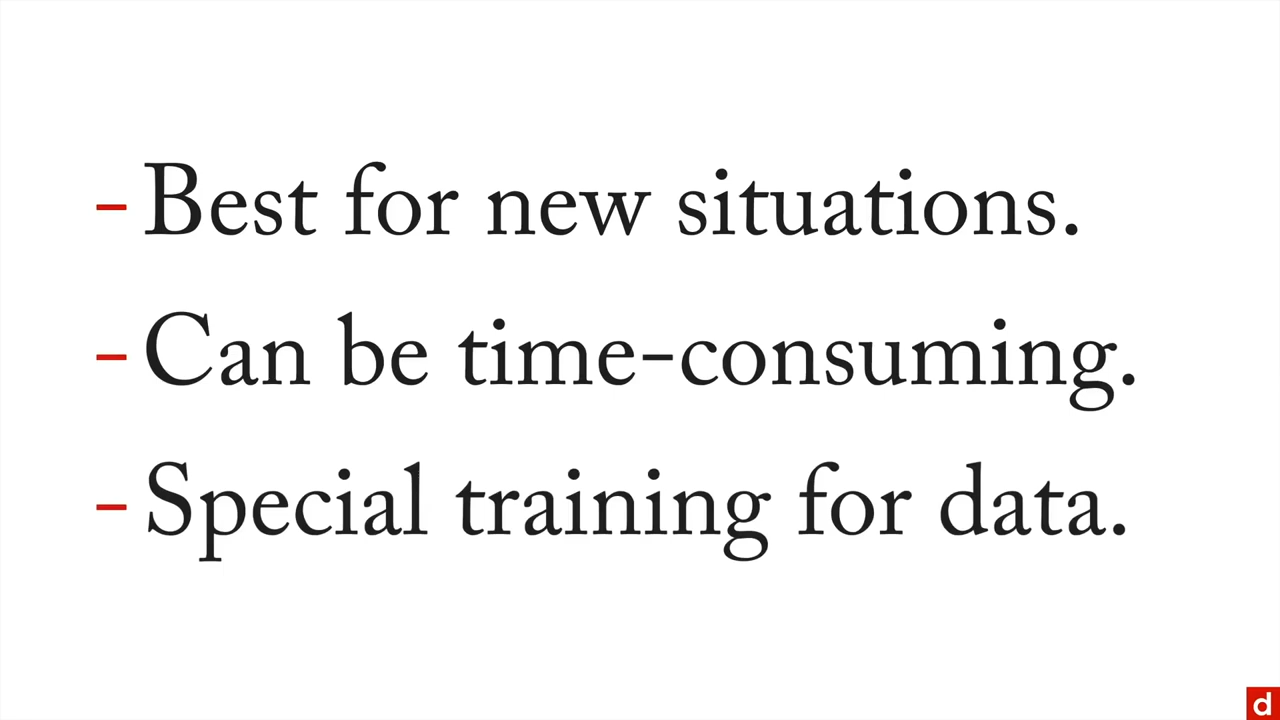 - Best for new situations.
- Can be time-consuming.
- Special training for data.
d